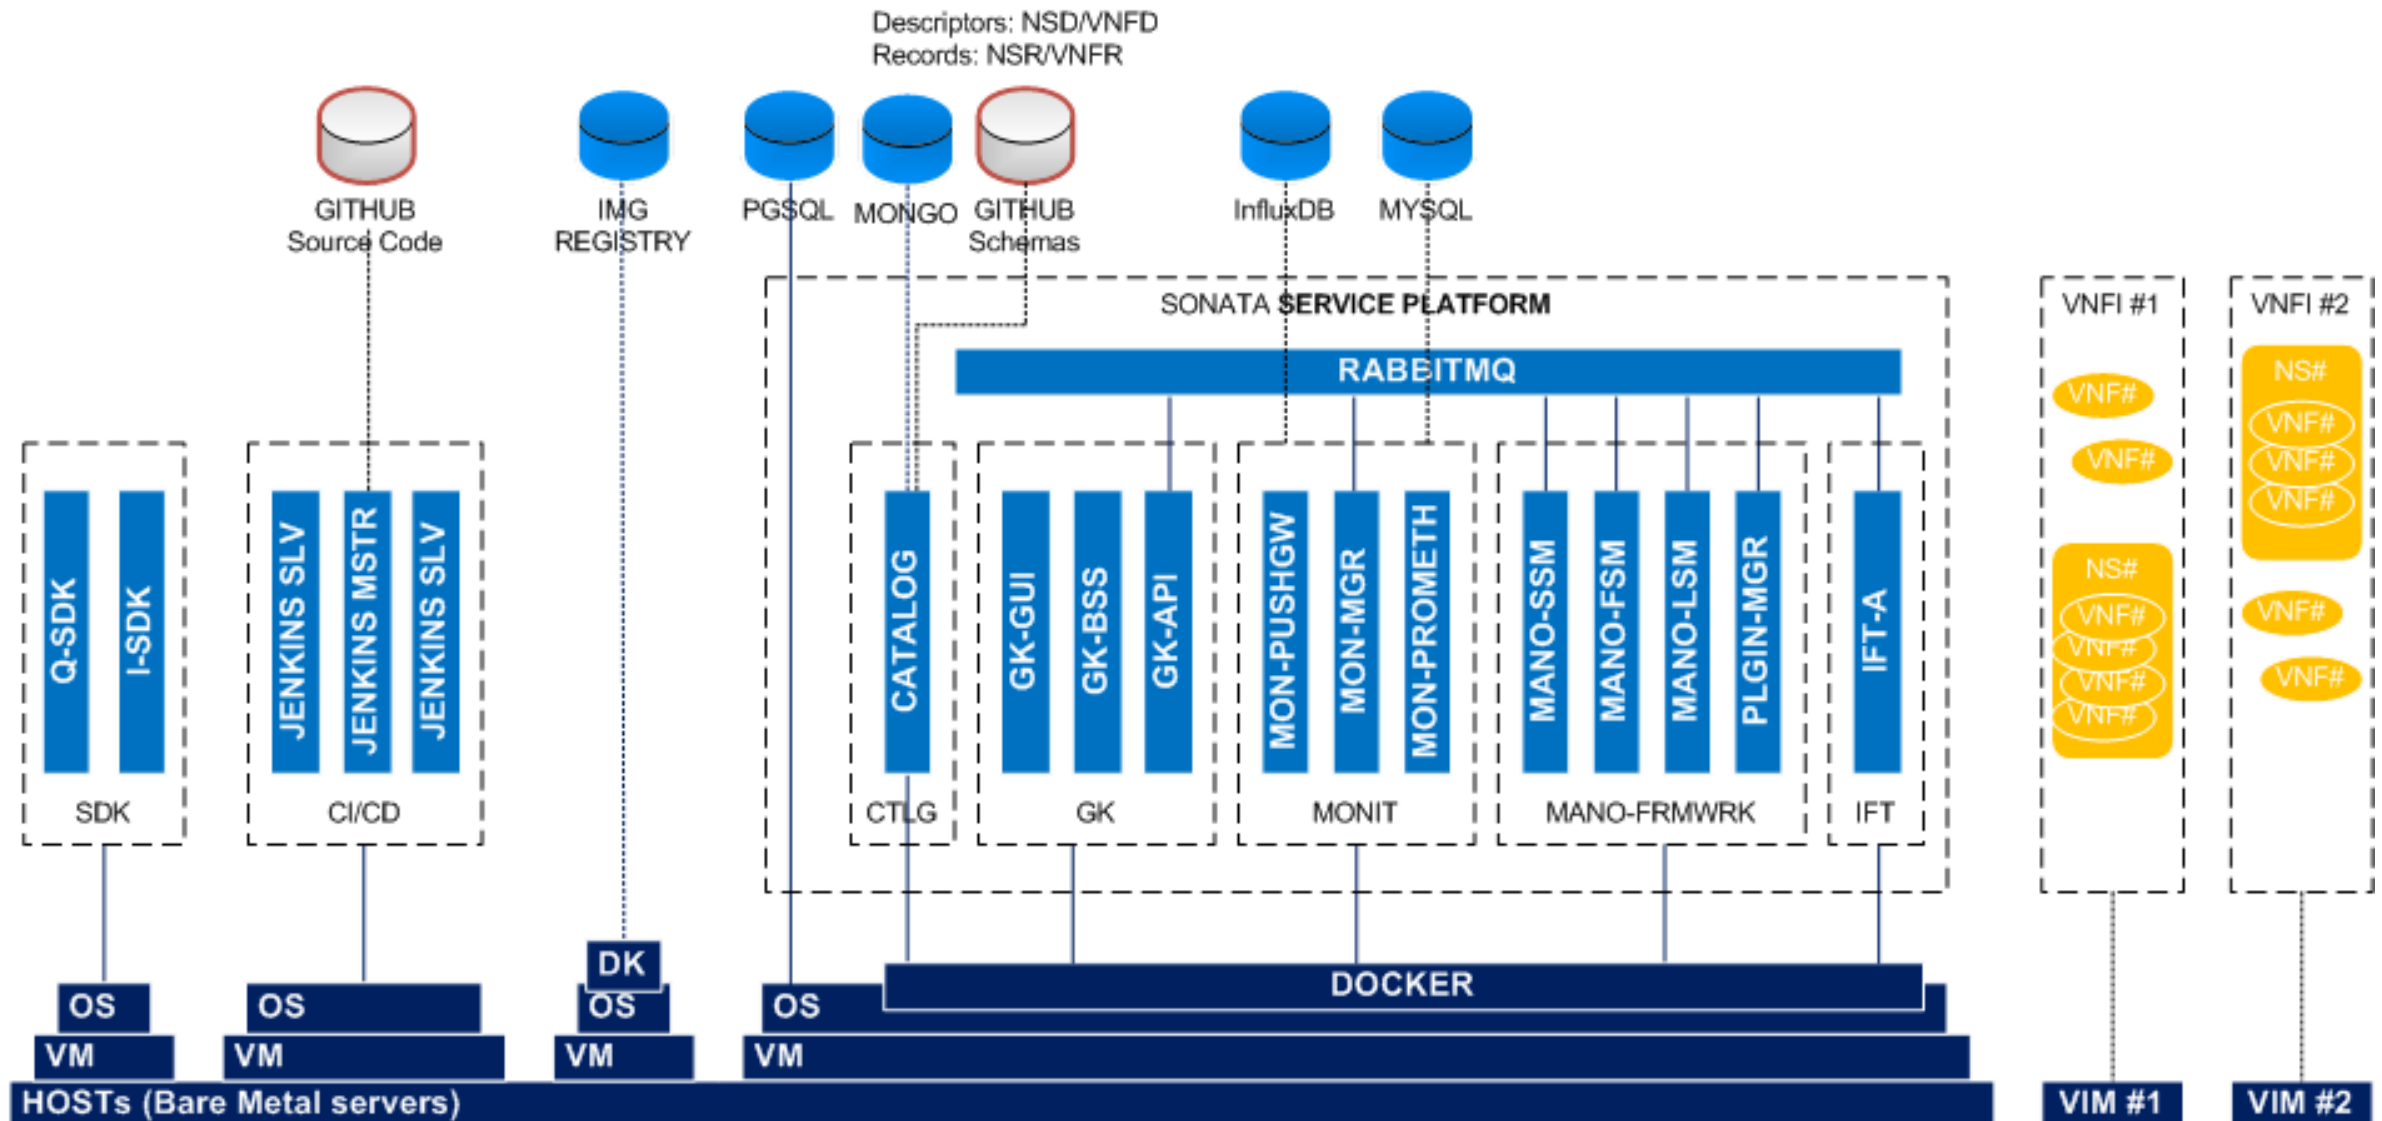 Descriptors: NSD/VNFD
Records: NSR/VNFR
GITHUB
Source Code
IMG
REGISTRY
PGSQL
MONGO
GITHUB
Schemas
InfluxDB
MYSQL
SONATA SERVICE PLATFORM
RABBITMQ
Q-SDK
I-SDK
SDK
JENKINS SLV
JENKINS MSTR
JENKINS SLV
CI/CD
CATALOG
CTLG
GK-GUI
GK-BSS
GK-API
GK
MON-PUSHGW
MON-MGR
MON-PROMETH
MONIT
MANO-SSM
MANO-FSM
MANO-LSM
PLGIN-MGR
MANO-FRMWRK
IFT-A
IFT
VNFI #1
VNF#
VNF#
NS#
VNF#
VNF#
VNF#
VNF#
VNFI #2
NS#
VNF#
VNF#
VNF#
VNF#
VNF#
DK
DOCKER
OS
OS
OS
OS
VM
VM
VM
VM
HOSTs (Bare Metal servers)
VIM #1
VIM #2